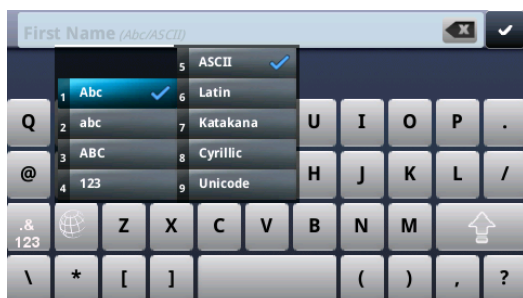 First Name (Abc/ASCII)
5 ASCII
1 Abc
6 Latin
2 abc
7 Katakana
3 ABC
8 Cyrillic
4 123
9 Unicode
Q U I O P .
@ H J K L /
.& 123 Z X C V B N M
\ * [ ] ( ) , ?